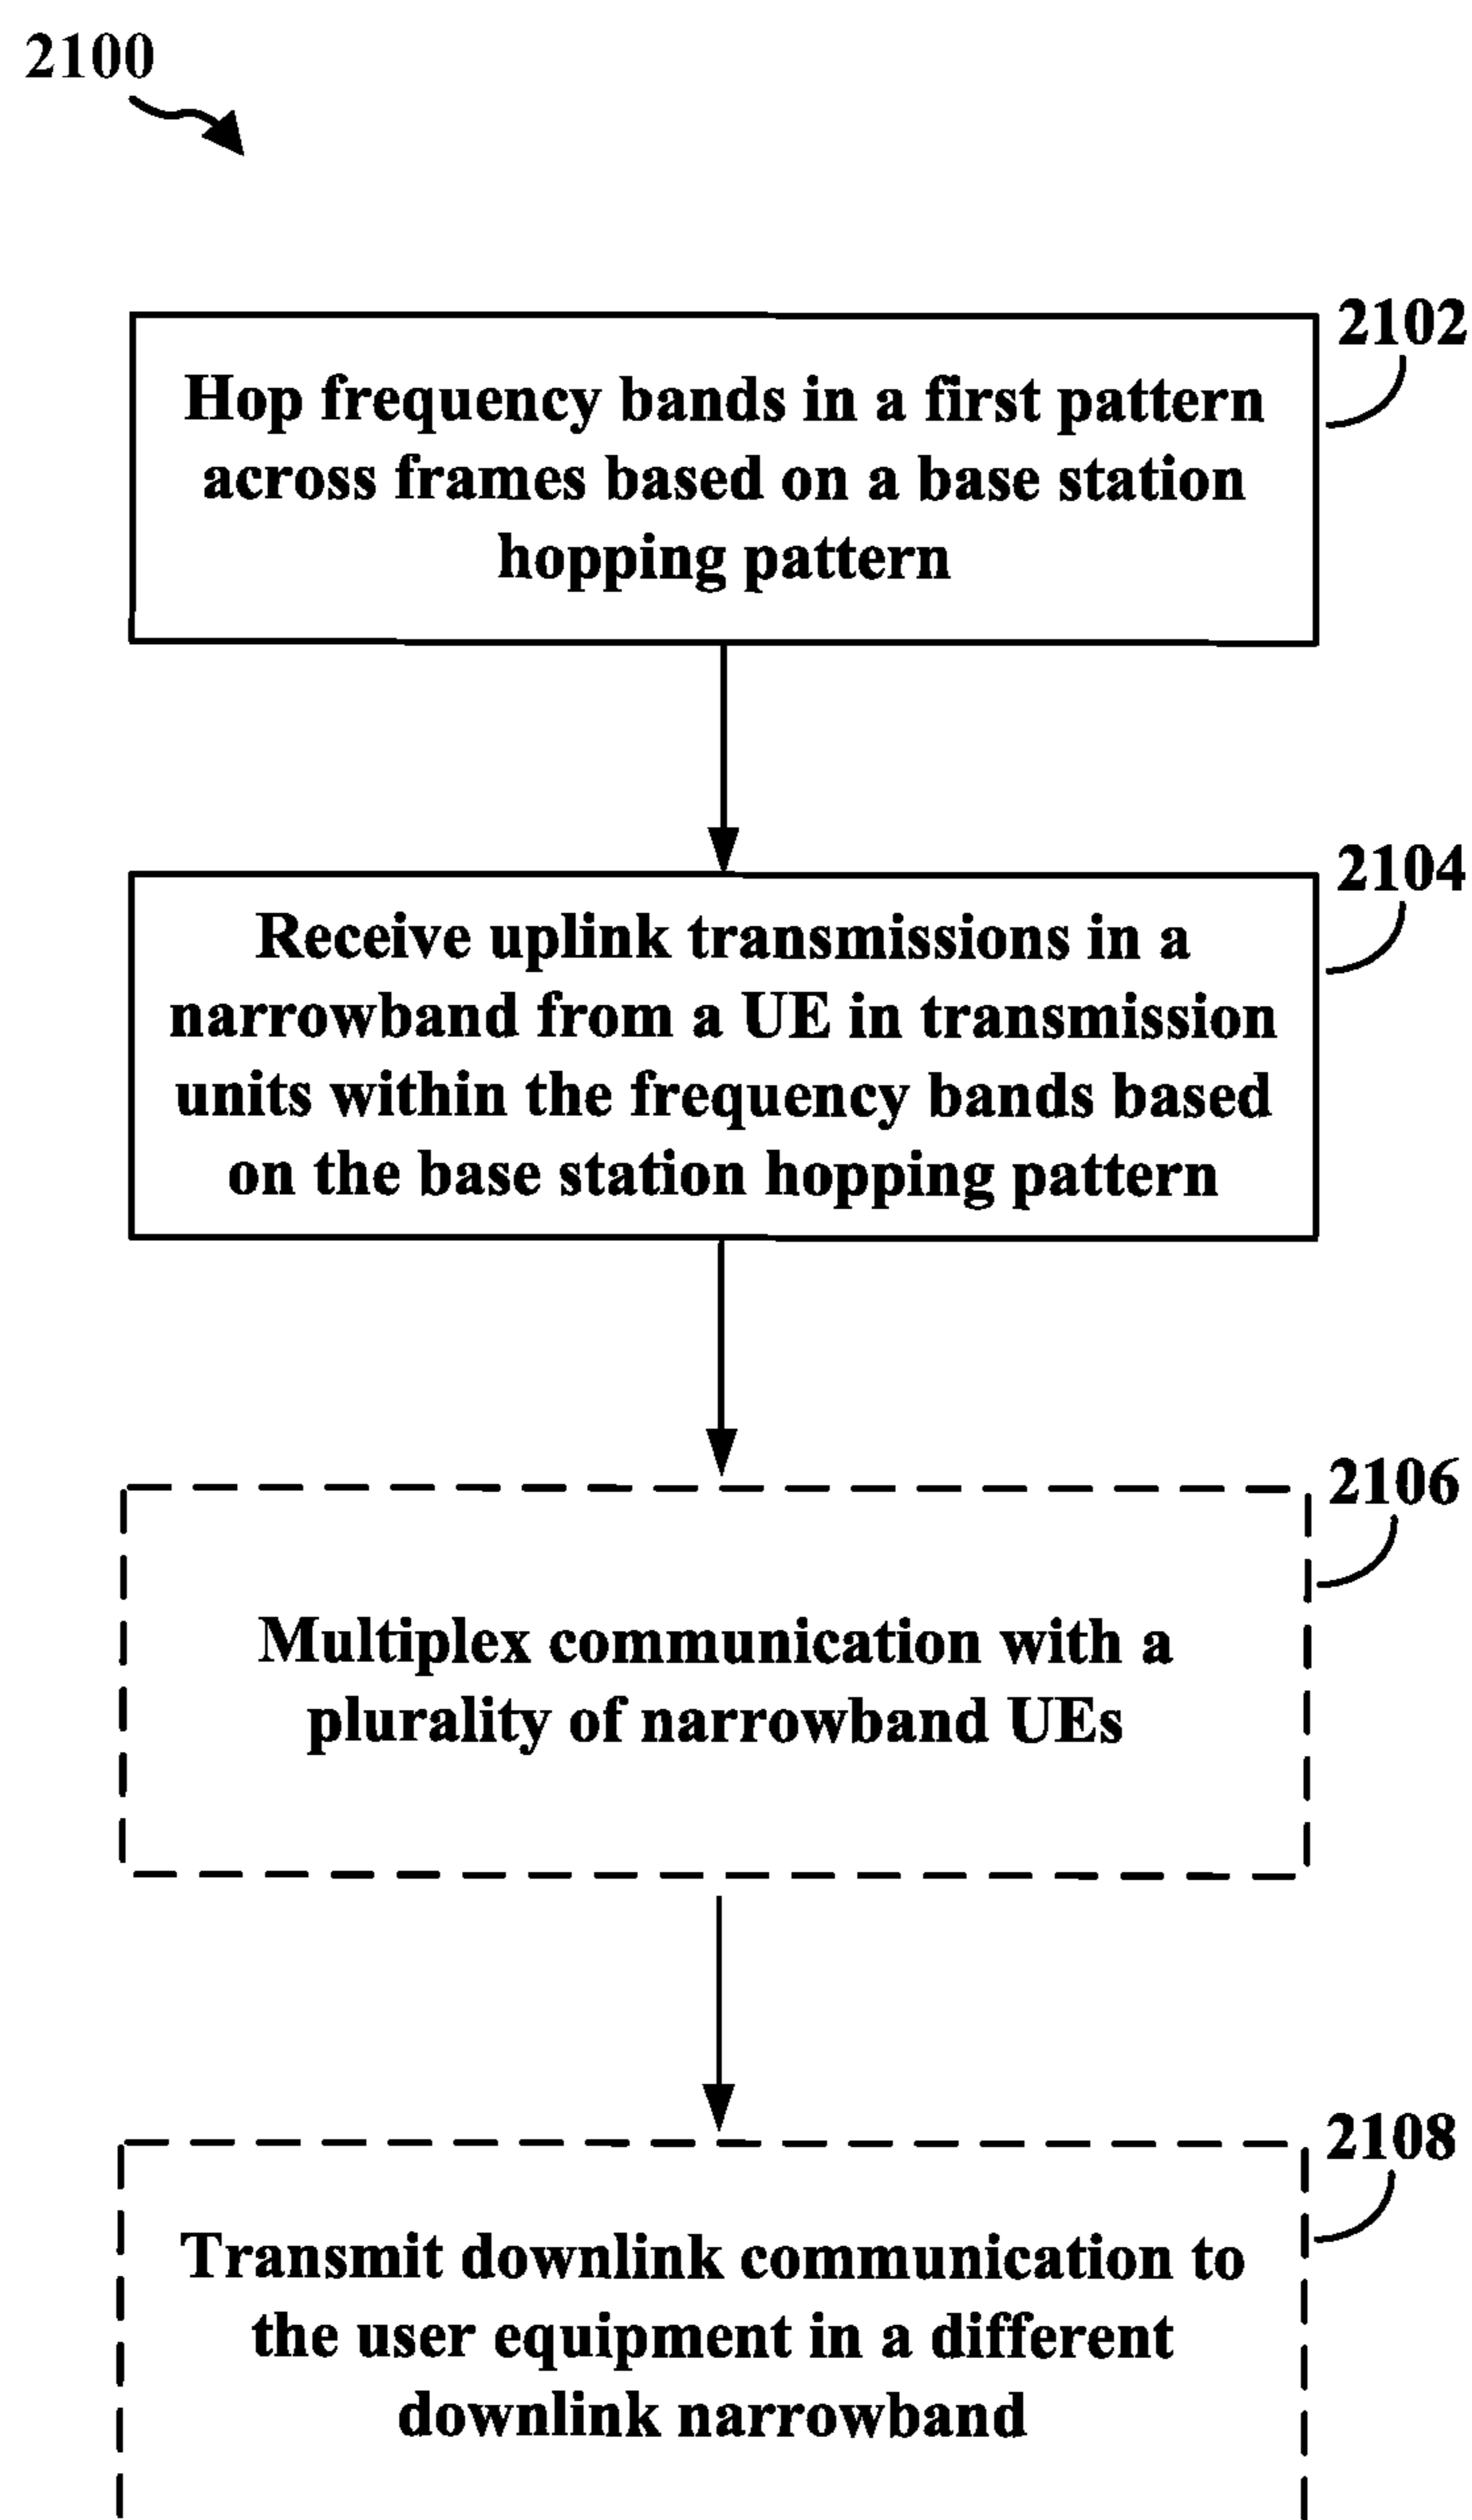 2100
2102
Hop frequency bands in a first pattern
across frames based on a base station
hopping pattern
2104
Receive uplink transmissions in a
narrowband from a UE in transmission
units within the frequency bands based
on the base station hopping pattern
2106
Multiplex communication with a
plurality of narrowband UEs
2108
Transmit downlink communication to
the user equipment in a different
downlink narrowband